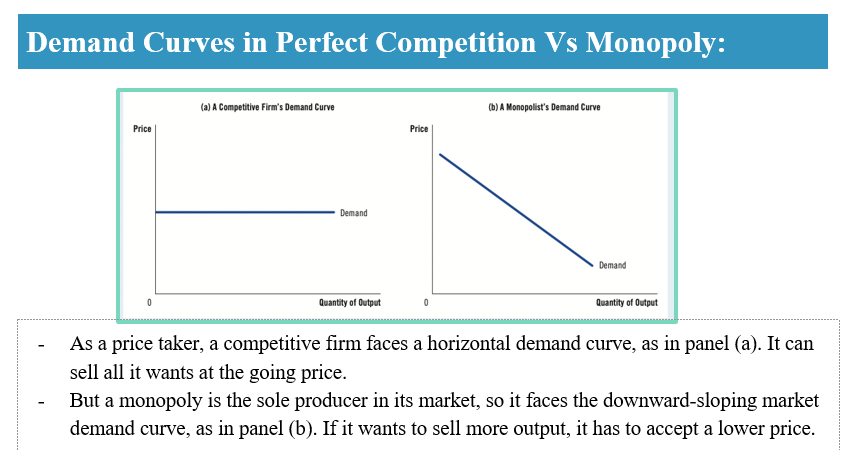 Demand Curves in Perfect Competition Vs Monopoly:
(a) A Competitive Firm's Demand Curve
Price
Demand
0
Quantity of Output
(b) A Monopolist's Demand Curve
Price
Demand
0
Quantity of Output
- As a price taker, a competitive firm faces a horizontal demand curve, as in panel (a). It can
sell all it wants at the going price.
- But a monopoly is the sole producer in its market, so it faces the downward-sloping market
demand curve, as in panel (b). If it wants to sell more output, it has to accept a lower price.